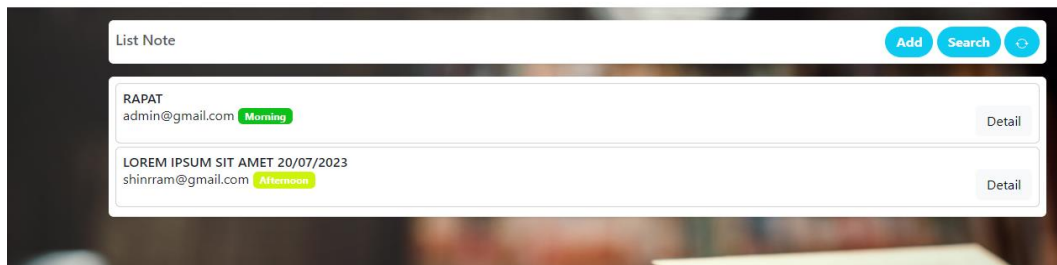 List Note
Add Search
RAPAT
admin@gmail.com Morning
Detail
LOREM IPSUM SIT AMET 20/07/2023
shinrram@gmail.com Afternoon
Detail